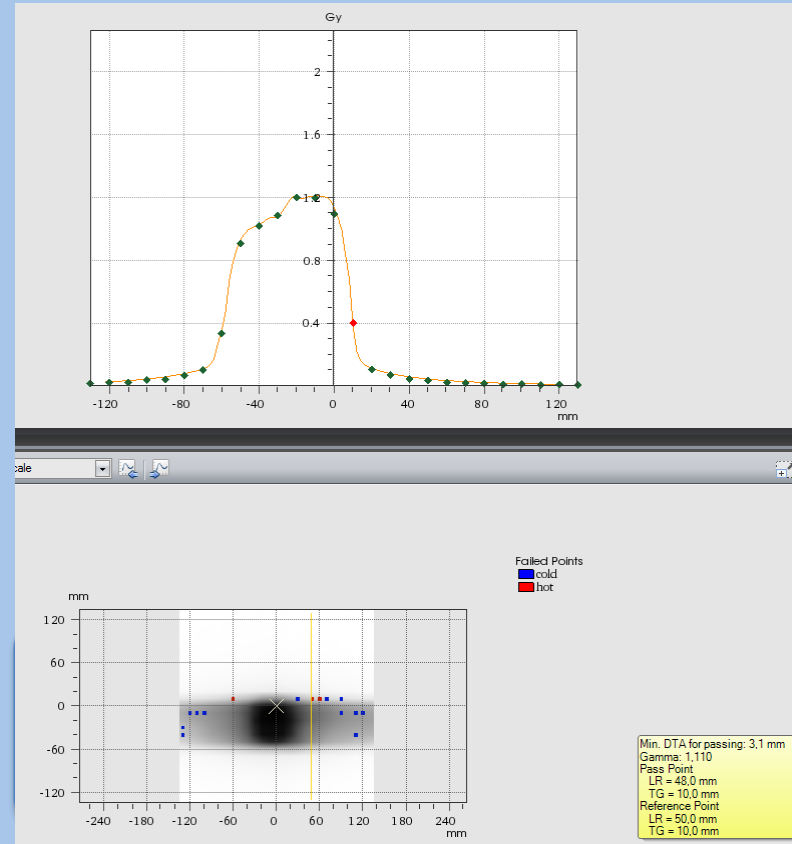 Gy
2
1.6
1.2
0.8
0.4
-120 -80 -40 0 40 80 120
mm
cale
Failed Points
cold
hot
mm
120
60
0
-60
-120
-240 -180 -120 -60 0 60 120 180 240
mm
Min. DTA for passing: 3,1 mm
Gamma: 1,110
Pass Point
LR = 48,0 mm
TG = 10,0 mm
Reference Point
LR = 50,0 mm
TG = 10,0 mm